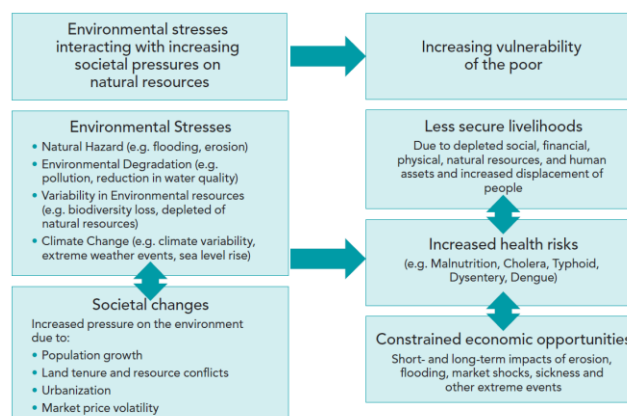 Environmental stresses
interacting with increasing
societal pressures on
natural resources
Increasing vulnerability
of the poor
Environmental Stresses
• Natural Hazard (e.g. flooding, erosion)
• Environmental Degradation (e.g.
pollution, reduction in water quality)
• Variability in Environmental resources
(e.g. biodiversity loss, depleted of
natural resources)
• Climate Change (e.g. climate variability,
extreme weather events, sea level rise)
Societal changes
Increased pressure on the environment
due to:
• Population growth
• Land tenure and resource conflicts
• Urbanization
• Market price volatility
Less secure livelihoods
Due to depleted social, financial,
physical, natural resources, and human
assets and increased displacement of
people
Increased health risks
(e.g. Malnutrition, Cholera, Typhoid,
Dysentery, Dengue)
Constrained economic opportunities
Short- and long-term impacts of erosion,
flooding, market shocks, sickness and
other extreme events